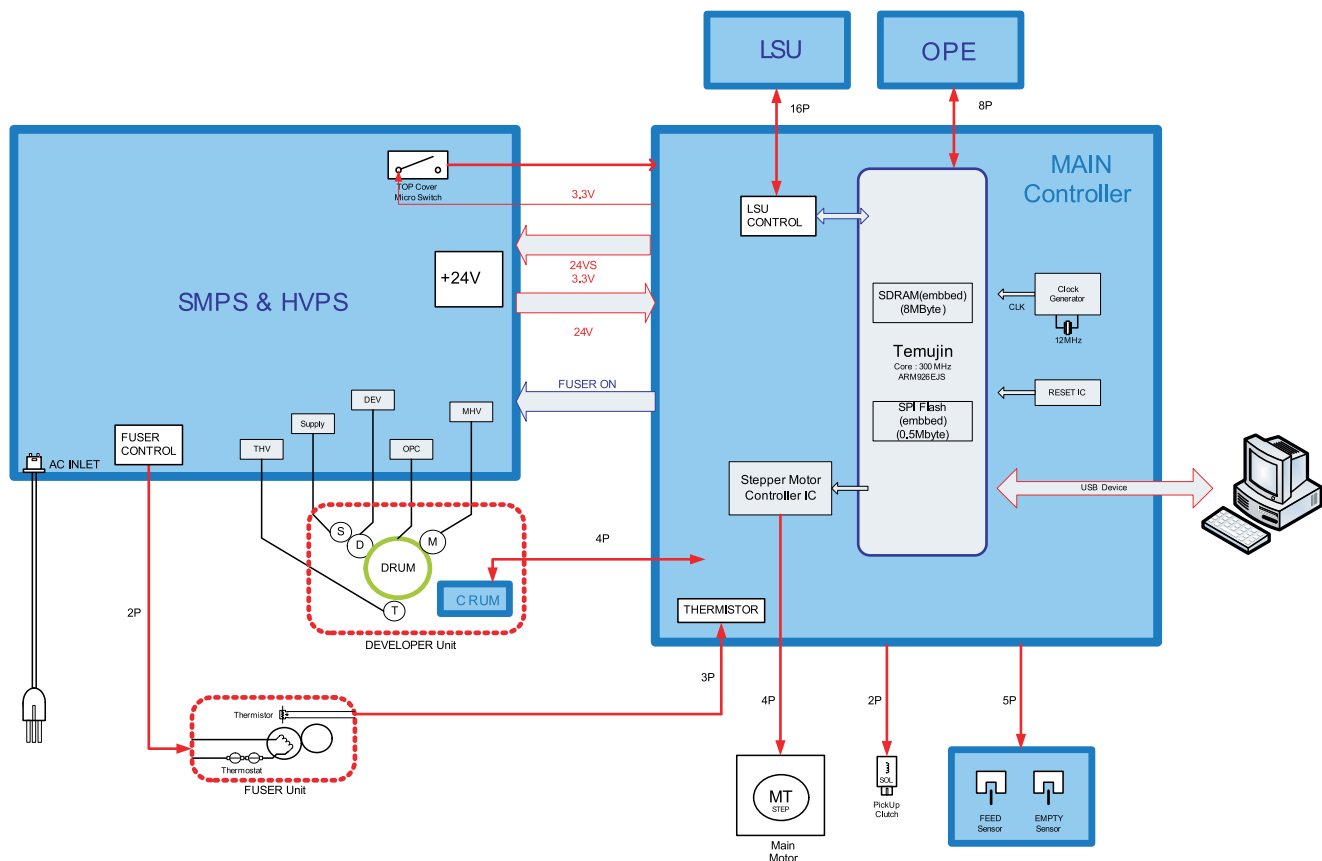 LSU
OPE
16P
8P
MAIN
Controller
TOP Cover
Micro Switch
3.3V
LSU
CONTROL
+24V
24VS
3.3V
24V
SMPS & HVPS
SDRAM(embbed)
(8MByte)
Clock
Generator
CLK
12MHz
Temujin
Core : 300 MHz
ARM926EJS
FUSER ON
RESET IC
SPI Flash
(embbed)
(0.5Mbyte)
DEV
MHV
Supply
FUSER
CONTROL
THV
OPC
AC INLET
Stepper Motor
Controller IC
USB Device
S
D
M
DRUM
4P
C RUM
T
THERMISTOR
2P
DEVELOPER Unit
3P
4P
2P
5P
Thermistor
Thermostat
FUSER Unit
MT
STEP
Main
Motor
SOL
PickUp
Clutch
FEED
Sensor
EMPTY
Sensor